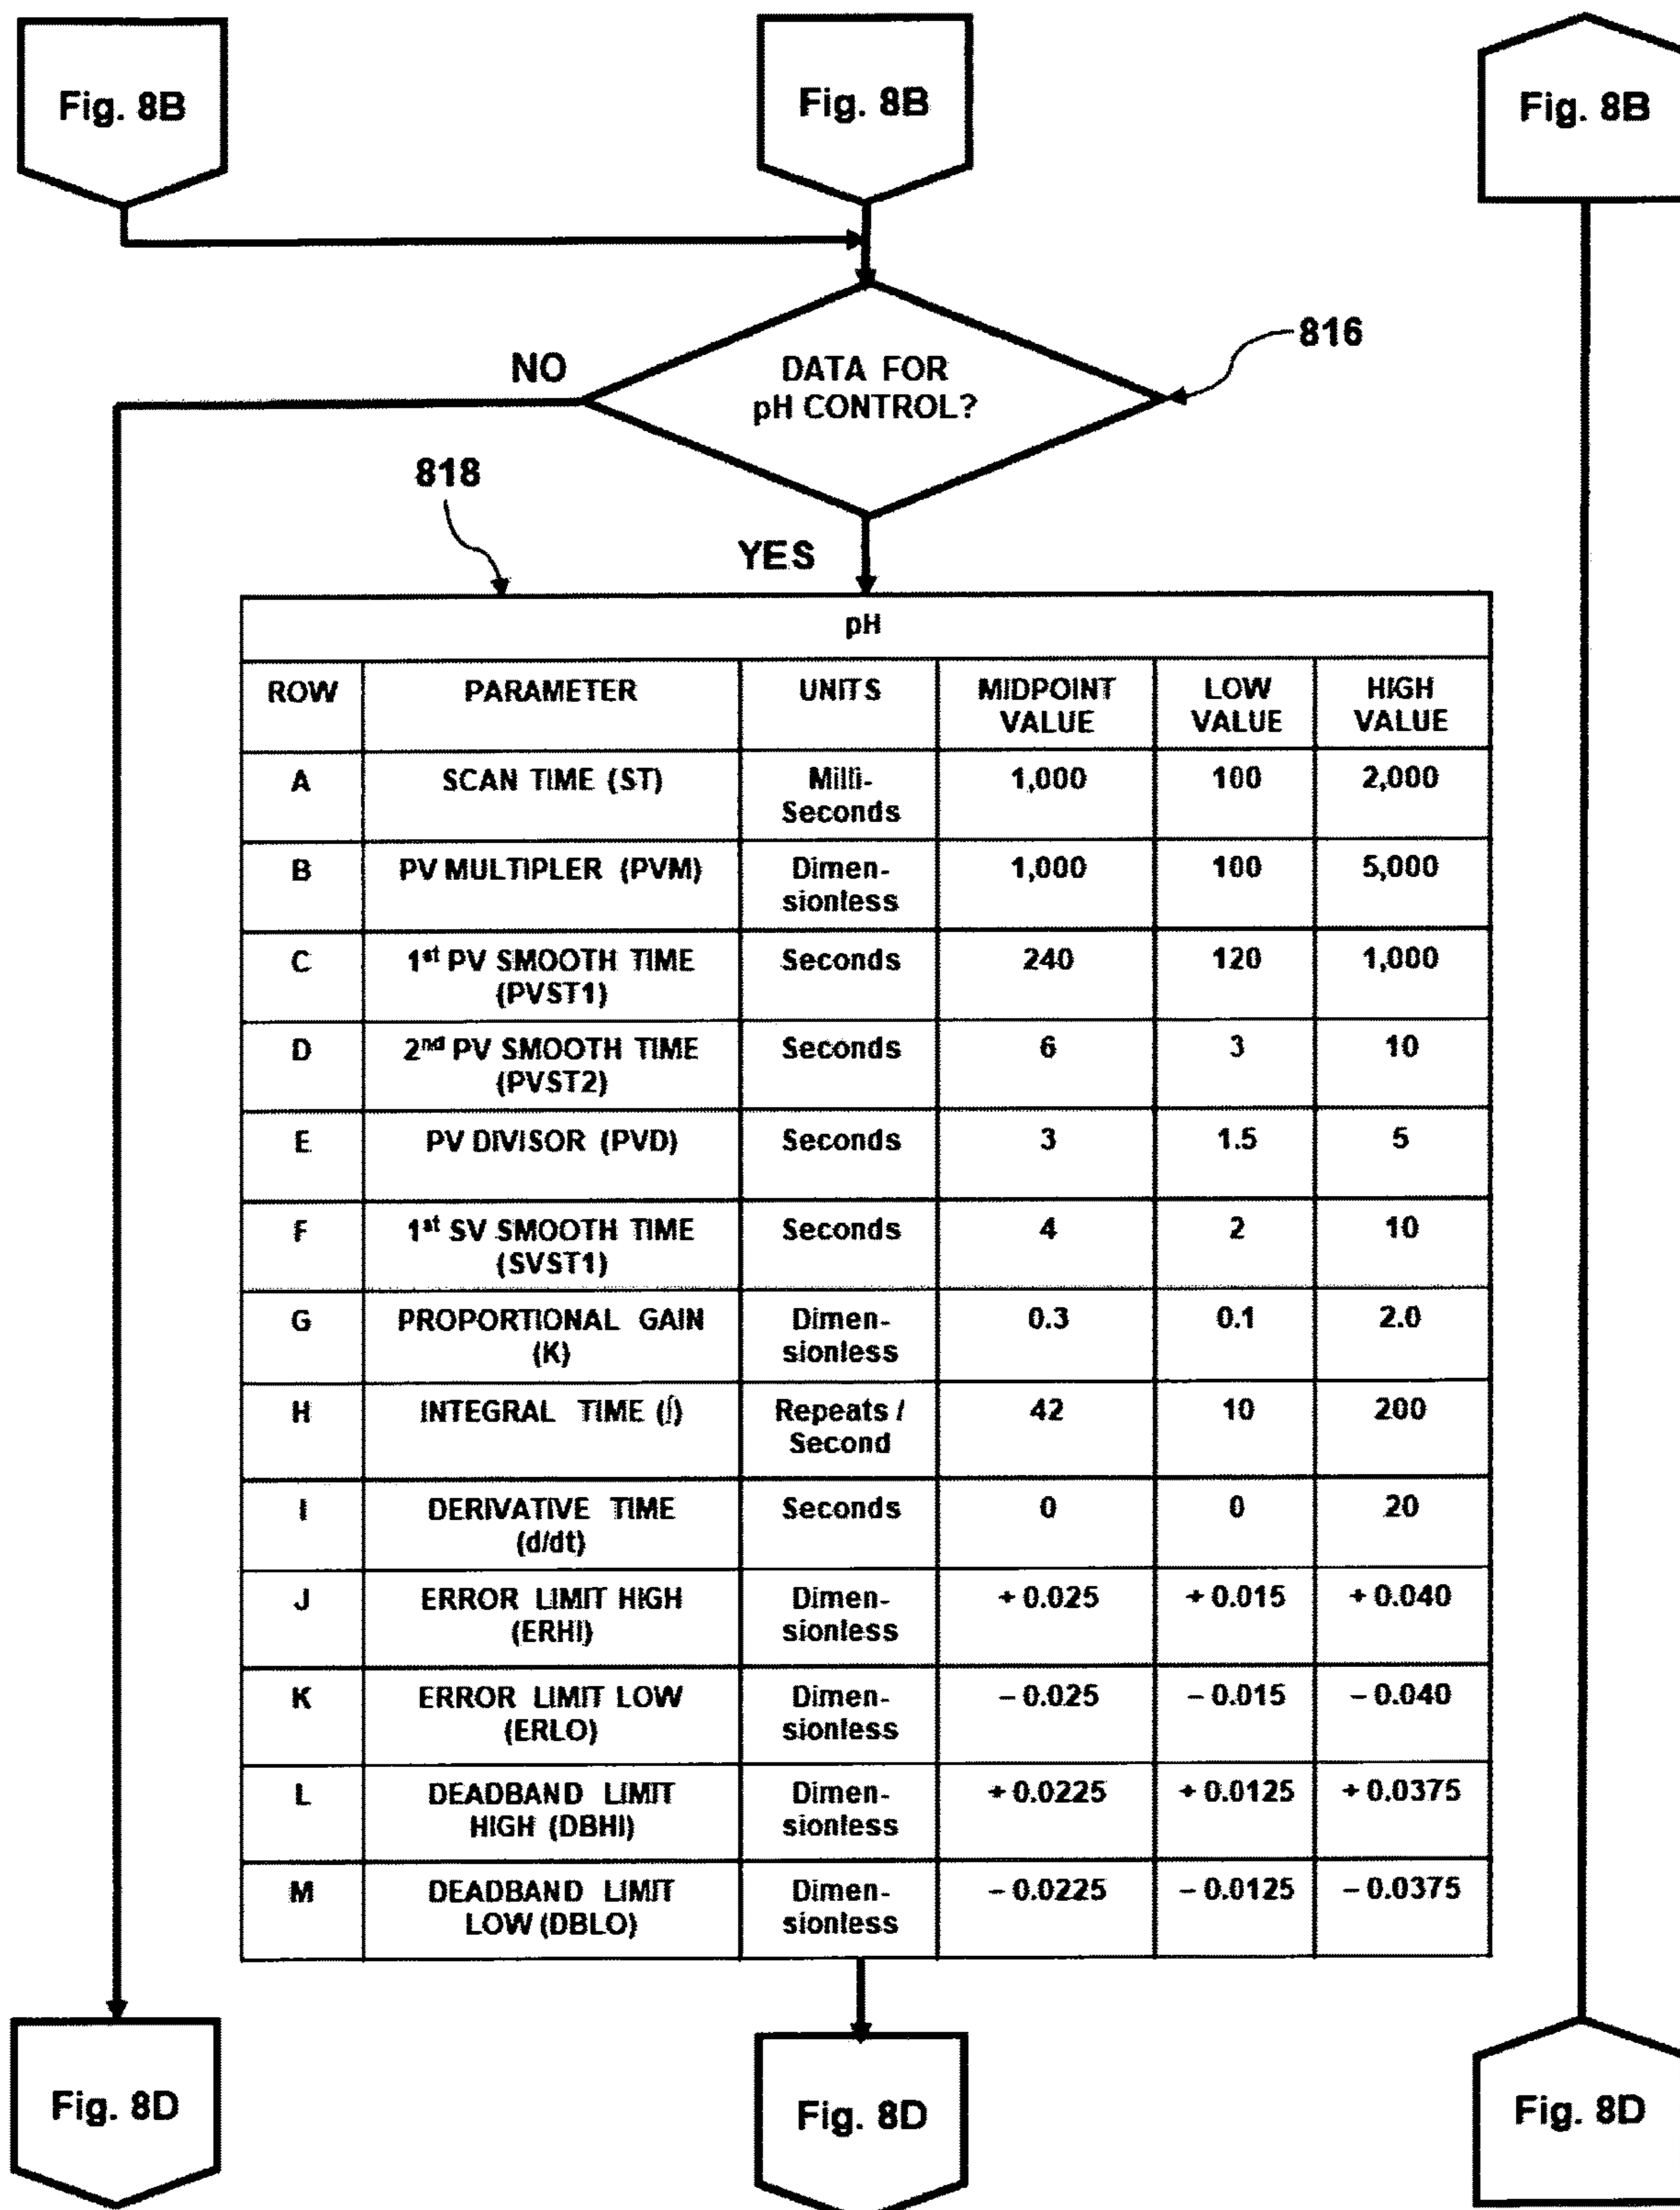 Fig. 8B
Fig. 8B
Fig. 8B
816
NO
DATA FOR
pH CONTROL?
818
YES
pH
ROW PARAMETER UNITS MIDPOINT VALUE LOW VALUE HIGH VALUE
A SCAN TIME (ST) Milli-Seconds 1,000 100 2,000
B PV MULTIPLER (PVM) Dimen-sionless 1,000 100 5,000
C 1st PV SMOOTH TIME (PVST1) Seconds 240 120 1,000
D 2nd PV SMOOTH TIME (PVST2) Seconds 6 3 10
E PV DIVISOR (PVD) Seconds 3 1.5 5
F 1st SV SMOOTH TIME (SVST1) Seconds 4 2 10
G PROPORTIONAL GAIN (K) Dimen-sionless 0.3 0.1 2.0
H INTEGRAL TIME (∫) Repeats / Second 42 10 200
I DERIVATIVE TIME (d/dt) Seconds 0 0 20
J ERROR LIMIT HIGH (ERHI) Dimen-sionless + 0.025 + 0.015 + 0.040
K ERROR LIMIT LOW (ERLO) Dimen-sionless – 0.025 – 0.015 – 0.040
L DEADBAND LIMIT HIGH (DBHI) Dimen-sionless + 0.0225 + 0.0125 + 0.0375
M DEADBAND LIMIT LOW (DBLO) Dimen-sionless – 0.0225 – 0.0125 – 0.0375
Fig. 8D
Fig. 8D
Fig. 8D